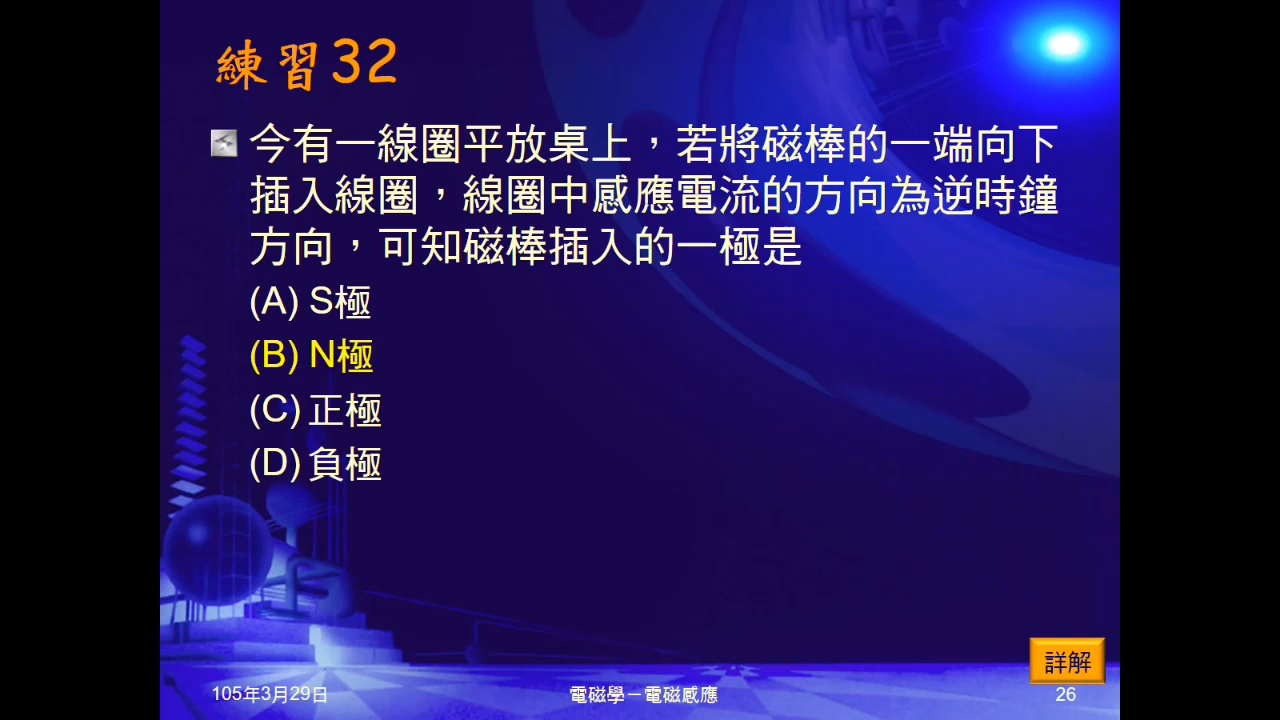 練習32
今有一線圈平放桌上，若將磁棒的一端向下
插入線圈，線圈中感應電流的方向為逆時鐘
方向，可知磁棒插入的一極是
(A) S極
(B) N極
(C) 正極
(D) 負極
詳解
105年3月29日
電磁學－電磁感應
26